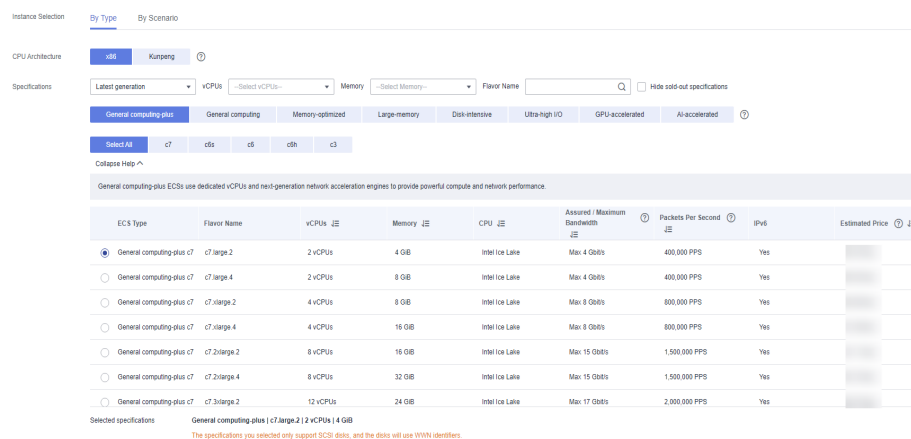 Instance Selection By Type By Scenario
CPU Architecture x86 Kunpeng ?
Specifications Latest generation vCPUs --Select vCPUs-- Memory --Select Memory-- Flavor Name Hide sold-out specifications
General computing-plus General computing Memory-optimized Large-memory Disk-intensive Ultra-high I/O GPU-accelerated AI-accelerated ?
Select All c7 c6s c6 c6h c3
Collapse Help
General computing-plus ECSs use dedicated vCPUs and next-generation network acceleration engines to provide powerful compute and network performance.
ECS Type Flavor Name vCPUs Memory CPU Assured / Maximum Bandwidth ? Packets Per Second ? IPv6 Estimated Price ?
General computing-plus c7 c7.large.2 2 vCPUs 4 GiB Intel Ice Lake Max 4 Gbit/s 400,000 PPS Yes
General computing-plus c7 c7.large.4 2 vCPUs 8 GiB Intel Ice Lake Max 4 Gbit/s 400,000 PPS Yes
General computing-plus c7 c7.xlarge.2 4 vCPUs 8 GiB Intel Ice Lake Max 8 Gbit/s 800,000 PPS Yes
General computing-plus c7 c7.xlarge.4 4 vCPUs 16 GiB Intel Ice Lake Max 8 Gbit/s 800,000 PPS Yes
General computing-plus c7 c7.2xlarge.2 8 vCPUs 16 GiB Intel Ice Lake Max 15 Gbit/s 1,500,000 PPS Yes
General computing-plus c7 c7.2xlarge.4 8 vCPUs 32 GiB Intel Ice Lake Max 15 Gbit/s 1,500,000 PPS Yes
General computing-plus c7 c7.3xlarge.2 12 vCPUs 24 GiB Intel Ice Lake Max 17 Gbit/s 2,000,000 PPS Yes
Selected specifications General computing-plus | c7.large.2 | 2 vCPUs | 4 GiB
The specifications you selected only support SCSI disks, and the disks will use WWN identifiers.